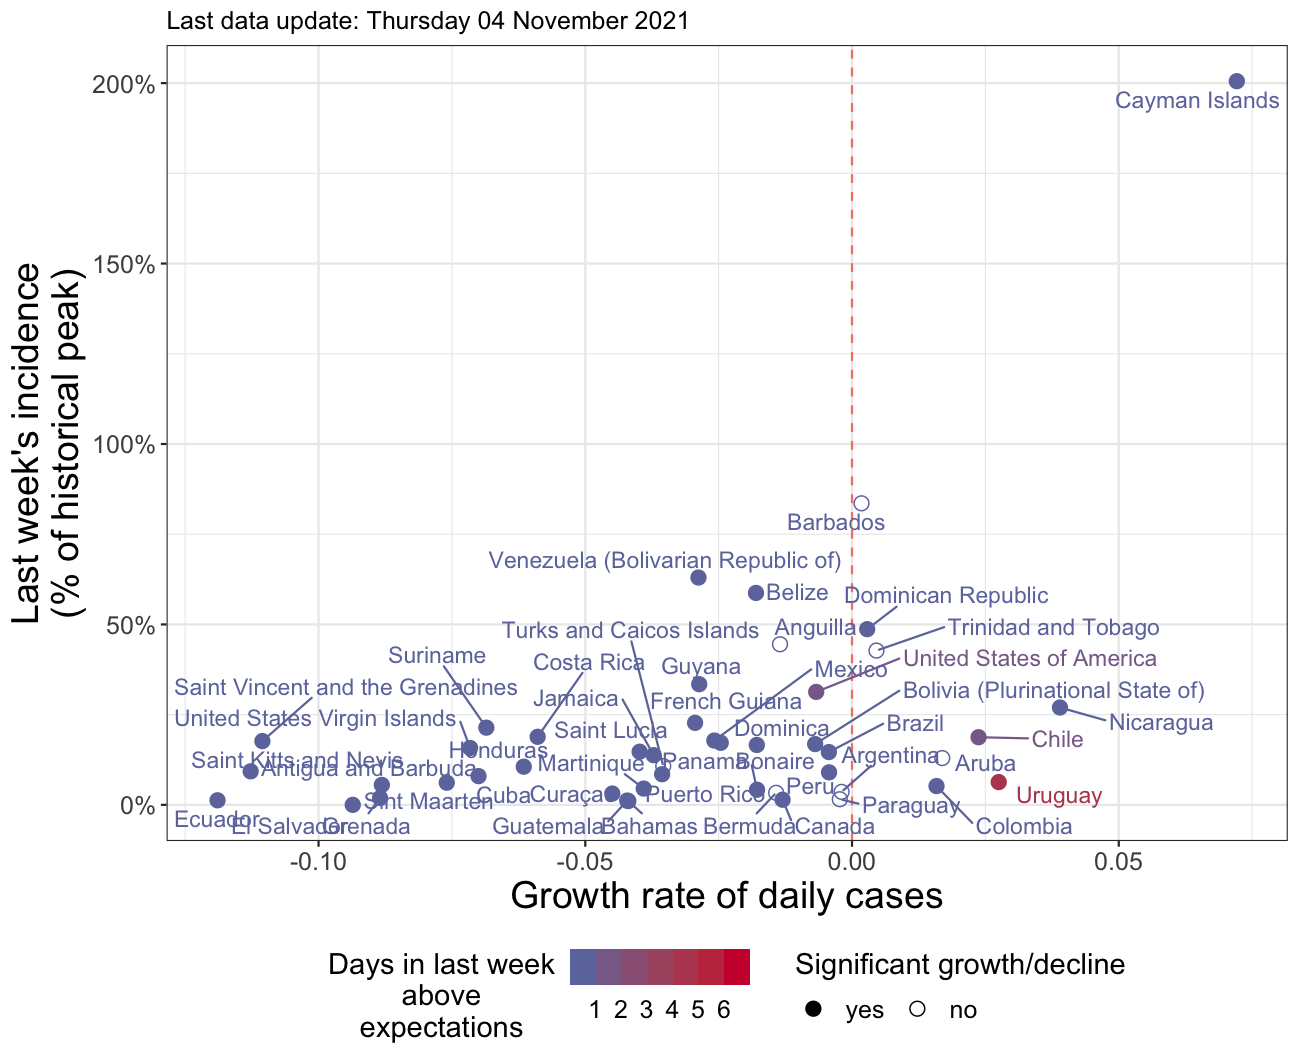 Last data update: Thursday 04 November 2021
200%
Cayman Islands
150%
100%
Barbados
Venezuela (Bolivarian Republic of)
Belize
Dominican Republic
50%
Turks and Caicos Islands
Anguilla
Trinidad and Tobago
Suriname
Costa Rica
Guyana
Mexico
United States of America
Saint Vincent and the Grenadines
Jamaica
French Guiana
Bolivia (Plurinational State of)
United States Virgin Islands
Saint Lucia
Dominica
Brazil
Nicaragua
Honduras
Chile
Saint Kitts and Nevis
Antigua and Barbuda
Martinique
Panama
Bonaire
Argentina
Aruba
0%
Sint Maarten
Cuba
Curaçao
Puerto Rico
Peru
Paraguay
Uruguay
Ecuador
El Salvador
Grenada
Guatemala
Bahamas
Bermuda
Canada
Colombia
-0.10
-0.05
0.00
0.05
Last week's incidence
(% of historical peak)
Growth rate of daily cases
Days in last week
above
expectations
1 2 3 4 5 6
Significant growth/decline
yes
no